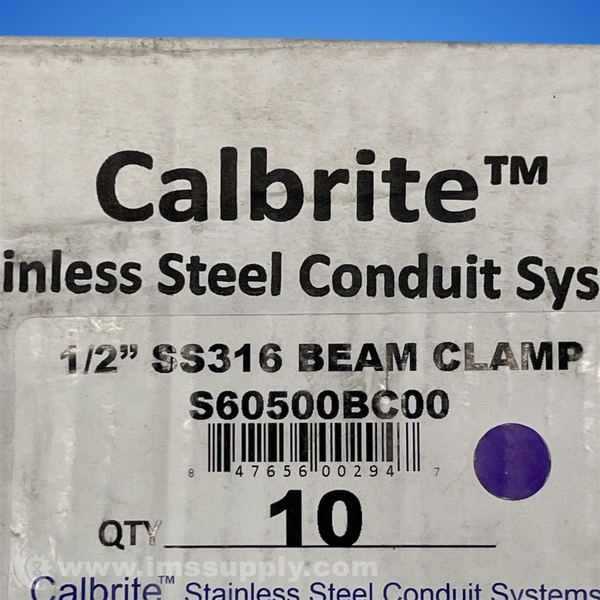 Calbrite™
inless Steel Conduit Sys
1/2” SS316 BEAM CLAMP
S60500BC00
8 47656 00294 7
QTY 10
www.imssupply.com
Calbrite™ Stainless Steel Conduit Systems